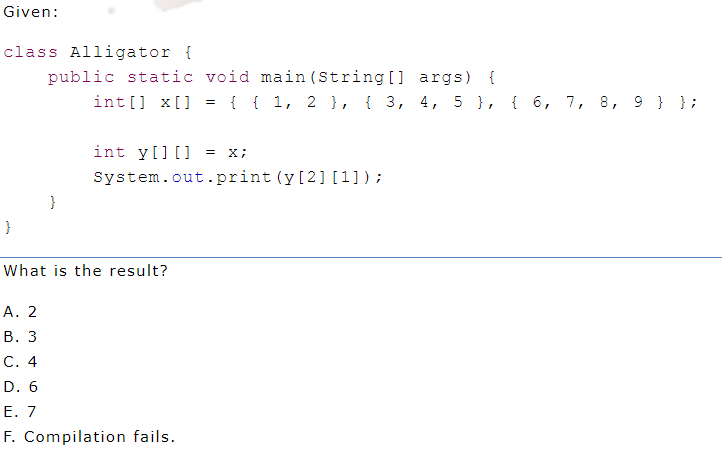 Given:
class Alligator {
public static void main(String[] args) {
int[] x[] = { { 1, 2 }, { 3, 4, 5 }, { 6, 7, 8, 9 } };
int y[][] = x;
System.out.print(y[2][1]);
}
}
What is the result?
A. 2
B. 3
C. 4
D. 6
E. 7
F. Compilation fails.